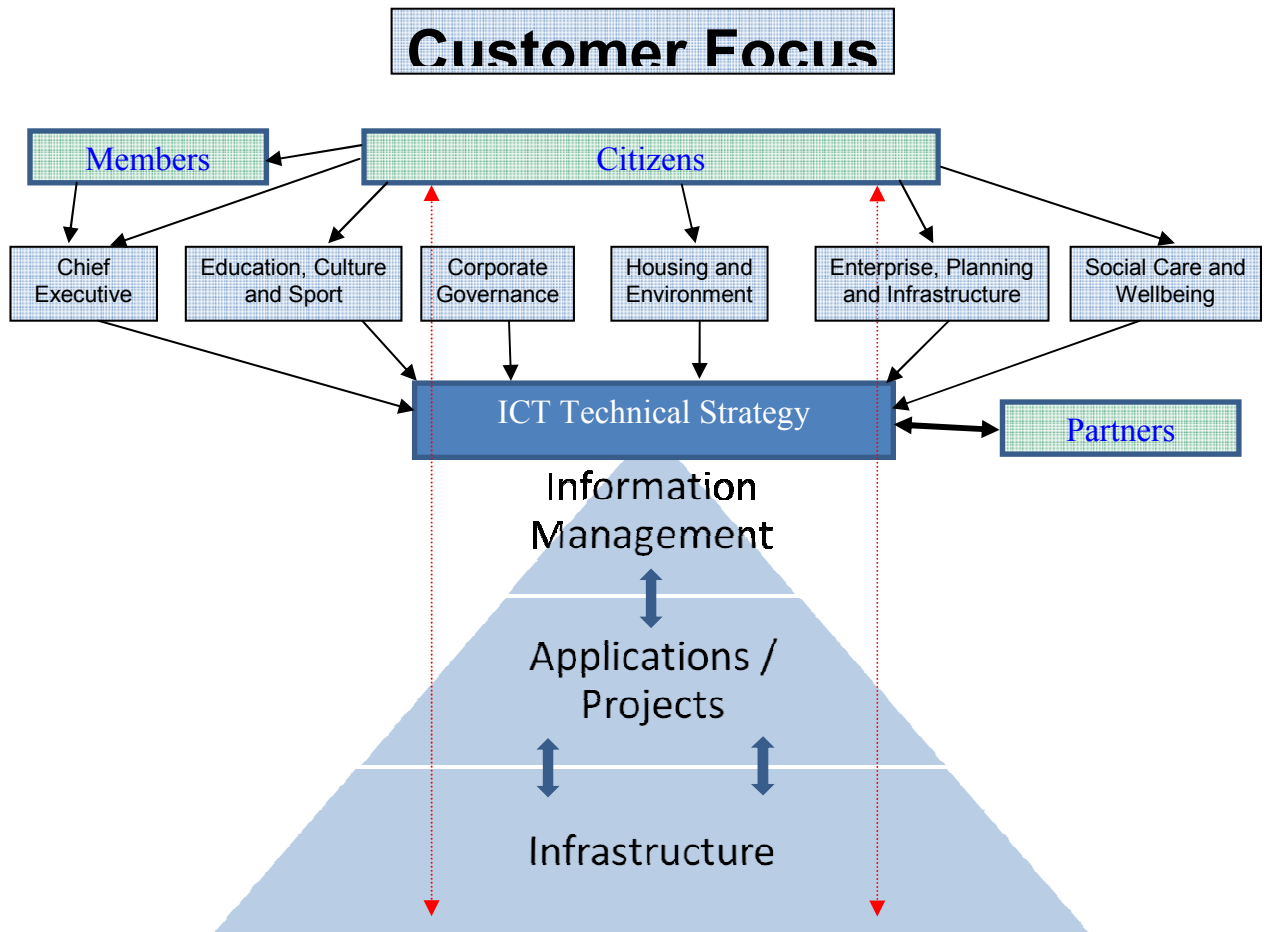 Customer Focus
Members
Citizens
Chief
Executive
Education, Culture
and Sport
Corporate
Governance
Housing and
Environment
Enterprise, Planning
and Infrastructure
Social Care and
Wellbeing
ICT Technical Strategy
Partners
Information
Management
Applications /
Projects
Infrastructure